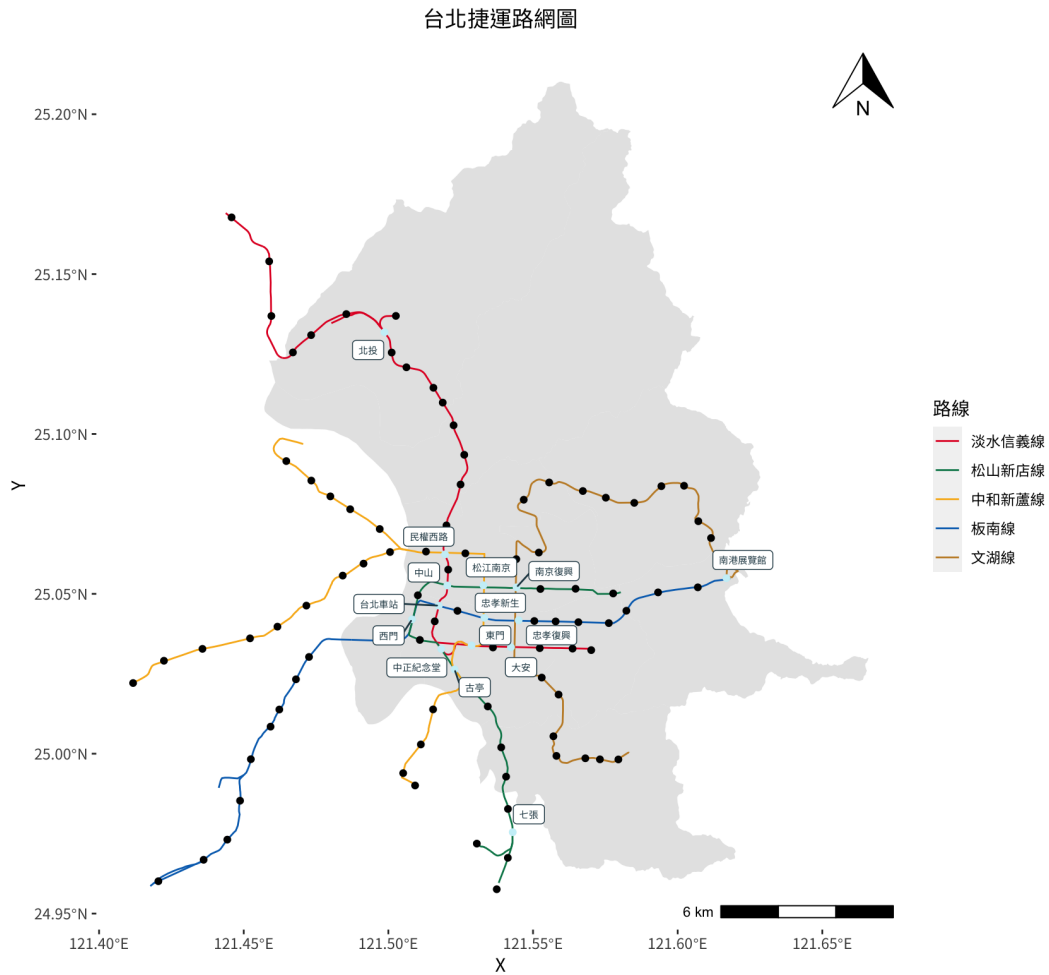 台北捷運路網圖
N
25.20°N
25.15°N
25.10°N
25.05°N
25.00°N
24.95°N
Y
北投
民權西路
中山
松江南京
南京復興
南港展覽館
台北車站
忠孝新生
西門
東門
忠孝復興
中正紀念堂
大安
古亭
七張
路線
淡水信義線
松山新店線
中和新蘆線
板南線
文湖線
6 km
121.40°E
121.45°E
121.50°E
121.55°E
121.60°E
121.65°E
X